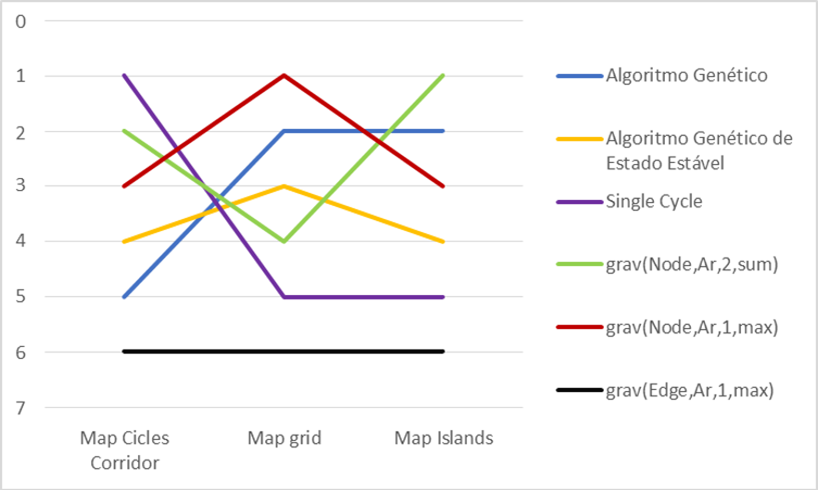 0
1
2
3
4
5
6
7
Map Cicles
Corridor
Map grid
Map Islands
Algoritmo Genético
Algoritmo Genético de
Estado Estável
Single Cycle
grav(Node,Ar,2,sum)
grav(Node,Ar,1,max)
grav(Edge,Ar,1,max)